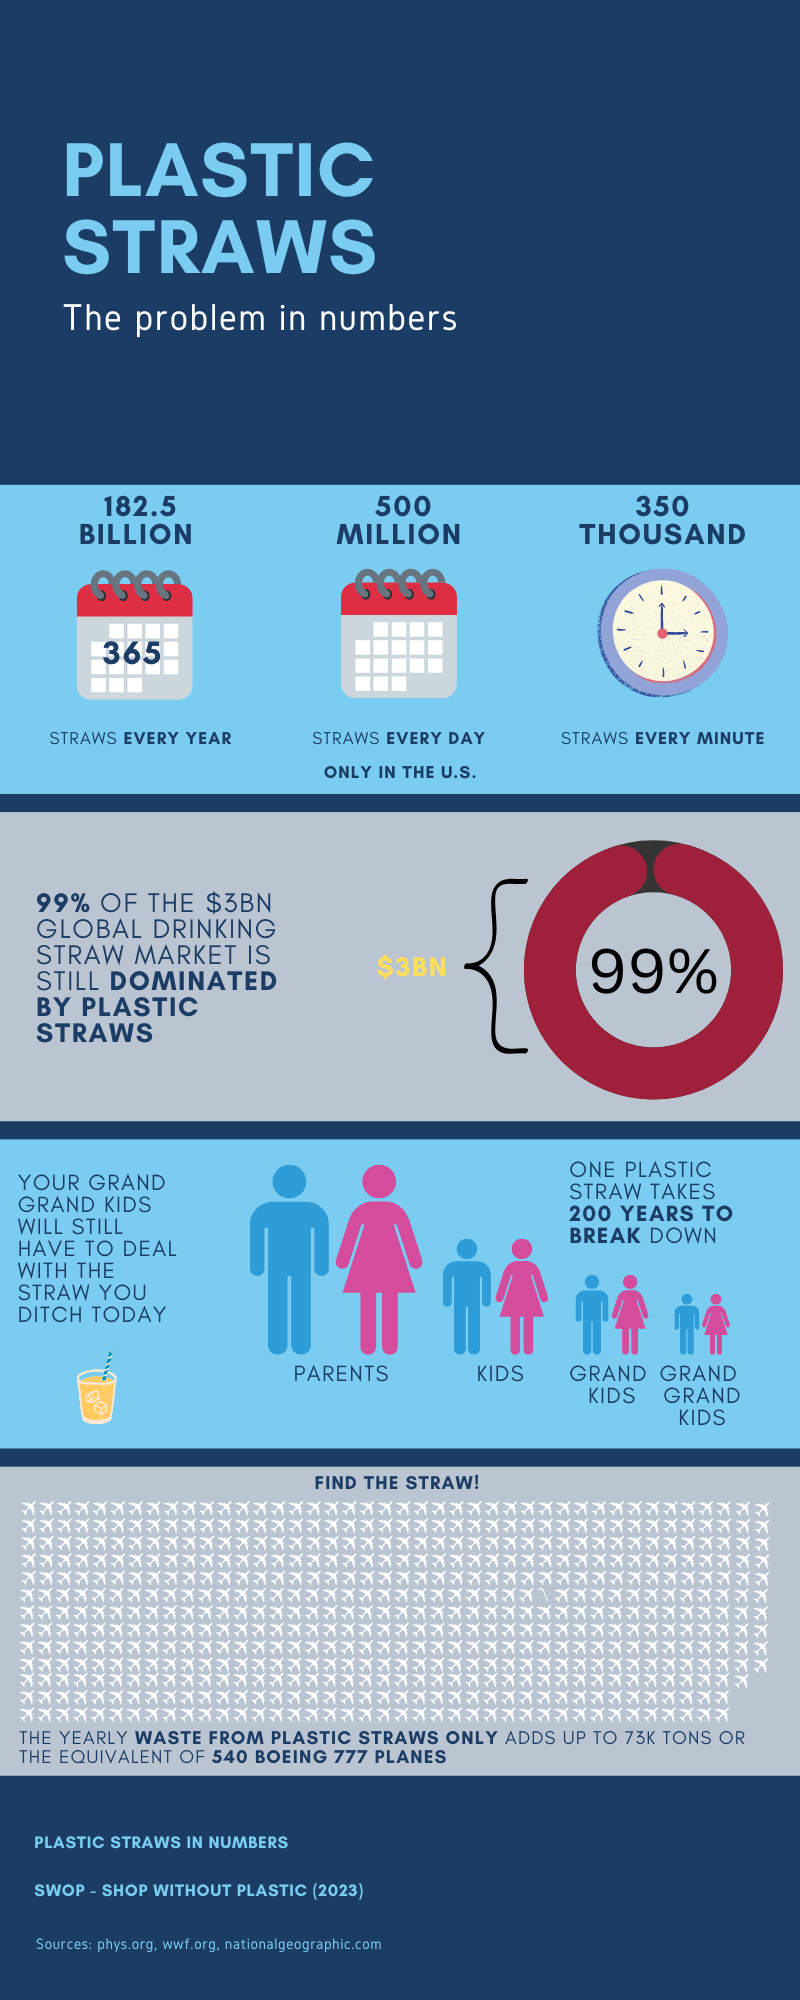 PLASTIC
STRAWS
The problem in numbers
182.5
BILLION
365
STRAWS EVERY YEAR
500
MILLION
STRAWS EVERY DAY
ONLY IN THE U.S.
350
THOUSAND
STRAWS EVERY MINUTE
99% OF THE $3BN
GLOBAL DRINKING
STRAW MARKET IS
STILL DOMINATED
BY PLASTIC
STRAWS
$3BN
99%
YOUR GRAND
GRAND KIDS
WILL STILL
HAVE TO DEAL
WITH THE
STRAW YOU
DITCH TODAY
ONE PLASTIC
STRAW TAKES
200 YEARS TO
BREAK DOWN
PARENTS
KIDS
GRAND
KIDS
GRAND
GRAND
KIDS
FIND THE STRAW!
THE YEARLY WASTE FROM PLASTIC STRAWS ONLY ADDS UP TO 73K TONS OR
THE EQUIVALENT OF 540 BOEING 777 PLANES
PLASTIC STRAWS IN NUMBERS
SWOP - SHOP WITHOUT PLASTIC (2023)
Sources: phys.org, wwf.org, nationalgeographic.com